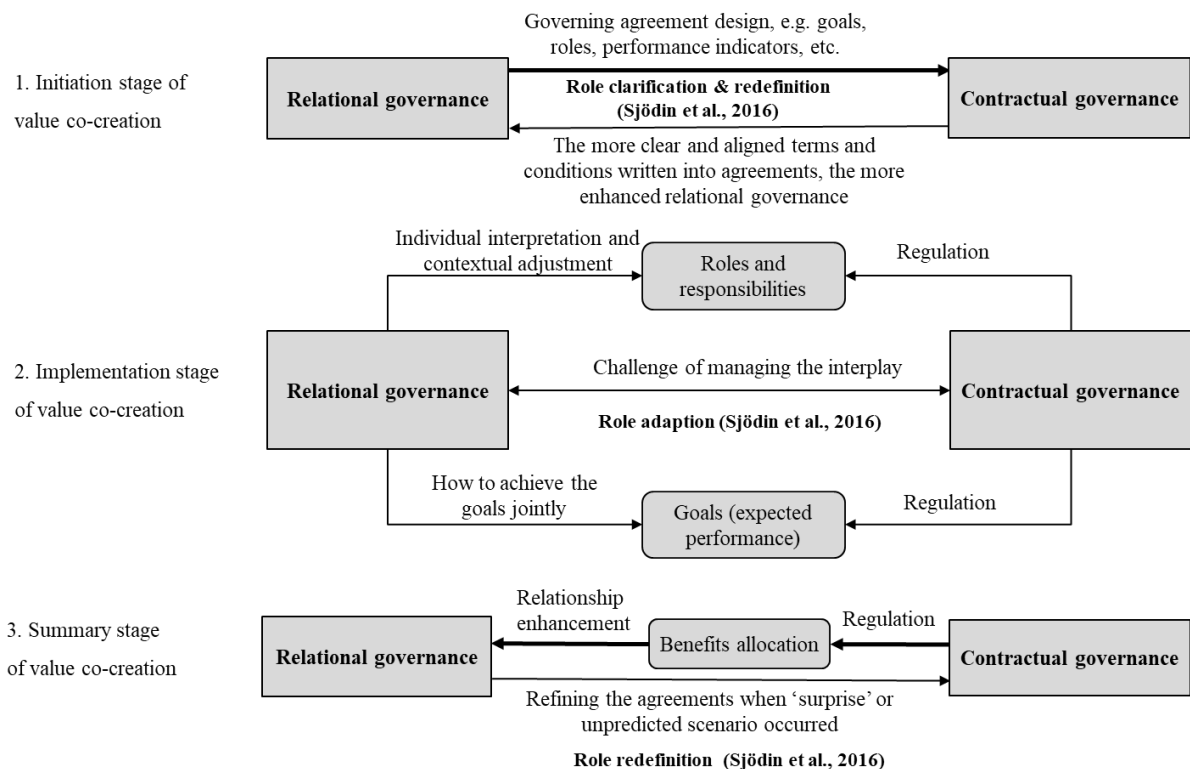 Governing agreement design, e.g. goals,
roles, performance indicators, etc.
1. Initiation stage of
value co-creation
Relational governance
Role clarification & redefinition
(Sjödin et al., 2016)
Contractual governance
The more clear and aligned terms and
conditions written into agreements, the more
enhanced relational governance
Individual interpretation and
contextual adjustment
Roles and
responsibilities
Regulation
2. Implementation stage
of value co-creation
Relational governance
Challenge of managing the interplay
Role adaption (Sjödin et al., 2016)
Contractual governance
How to achieve the
goals jointly
Goals (expected
performance)
Regulation
3. Summary stage
of value co-creation
Relational governance
Relationship
enhancement
Benefits allocation
Regulation
Contractual governance
Refining the agreements when ‘surprise’ or
unpredicted scenario occurred
Role redefinition (Sjödin et al., 2016)